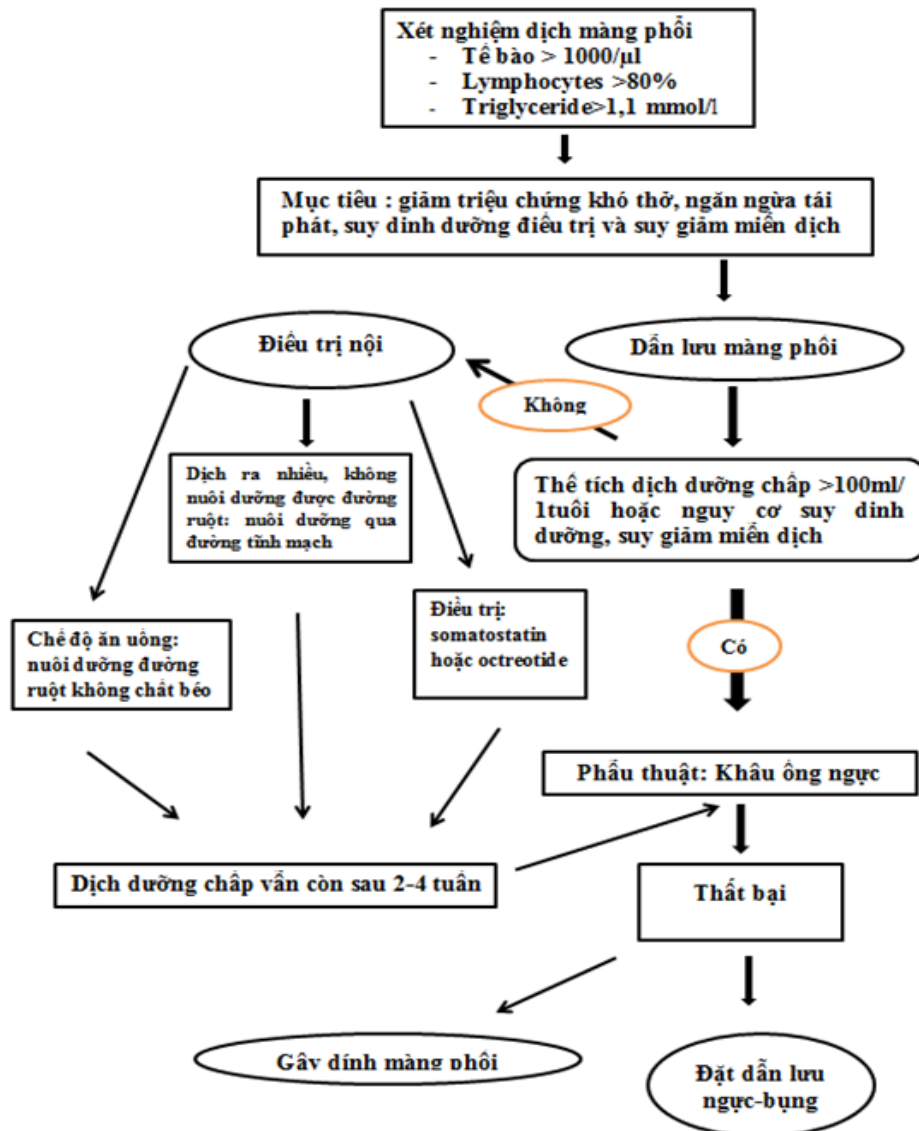 Xét nghiệm dịch màng phổi
- Tế bào > 1000/µl
- Lymphocytes >80%
- Triglyceride>1,1 mmol/l
Mục tiêu : giảm triệu chứng khó thở, ngăn ngừa tái
phát, suy dinh dưỡng điều trị và suy giảm miễn dịch
Điều trị nội
Dẫn lưu màng phổi
Không
Dịch ra nhiều, không
nuôi dưỡng được đường
ruột: nuôi dưỡng qua
đường tĩnh mạch
Thể tích dịch dưỡng chấp >100ml/
1tuổi hoặc nguy cơ suy dinh
dưỡng, suy giảm miễn dịch
Chế độ ăn uống:
nuôi dưỡng đường
ruột không chất béo
Điều trị:
somatostatin
hoặc octreotide
Có
Phẫu thuật: Khâu ống ngực
Dịch dưỡng chấp vẫn còn sau 2-4 tuần
Thất bại
Gây dính màng phổi
Đặt dẫn lưu
ngực-bụng